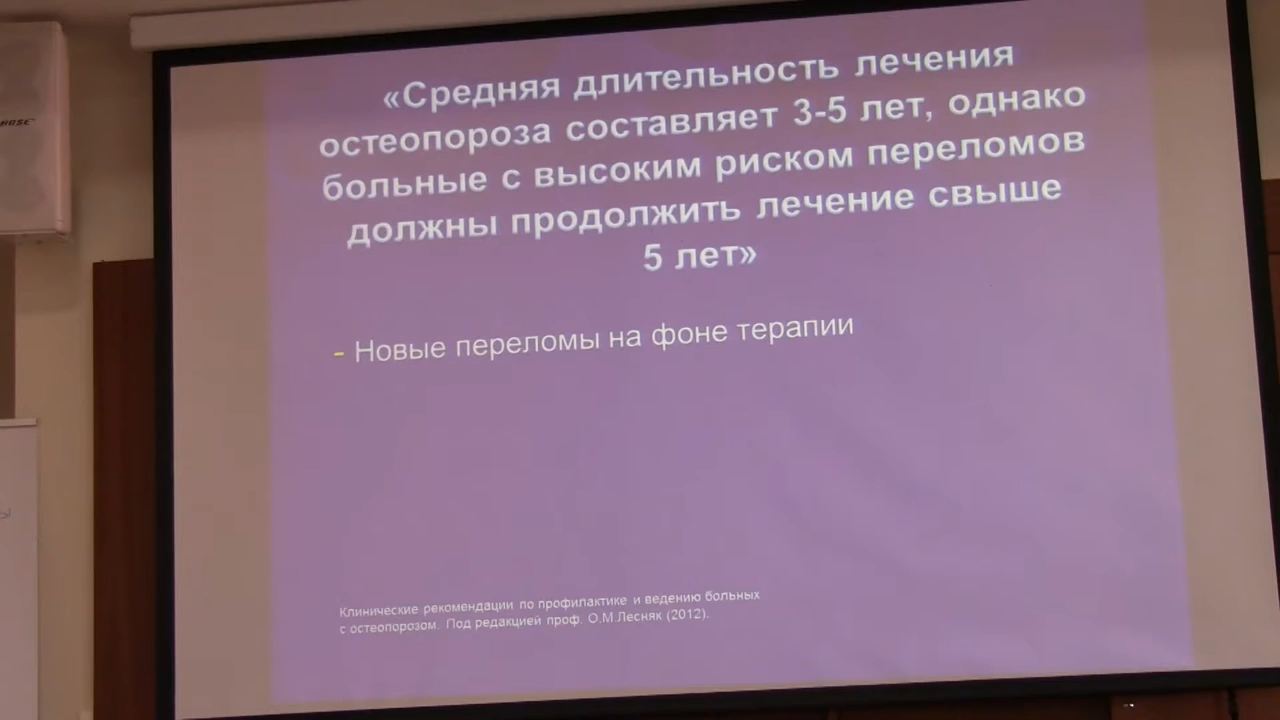 «Средняя длительность лечения
остеопороза составляет 3-5 лет, однако
больные с высоким риском переломов
должны продолжить лечение свыше
5 лет»
- Новые переломы на фоне терапии
Клинические рекомендации по профилактике и ведению больных
с остеопорозом. Под редакцией проф. О.М.Лесняк (2012).
BOSE